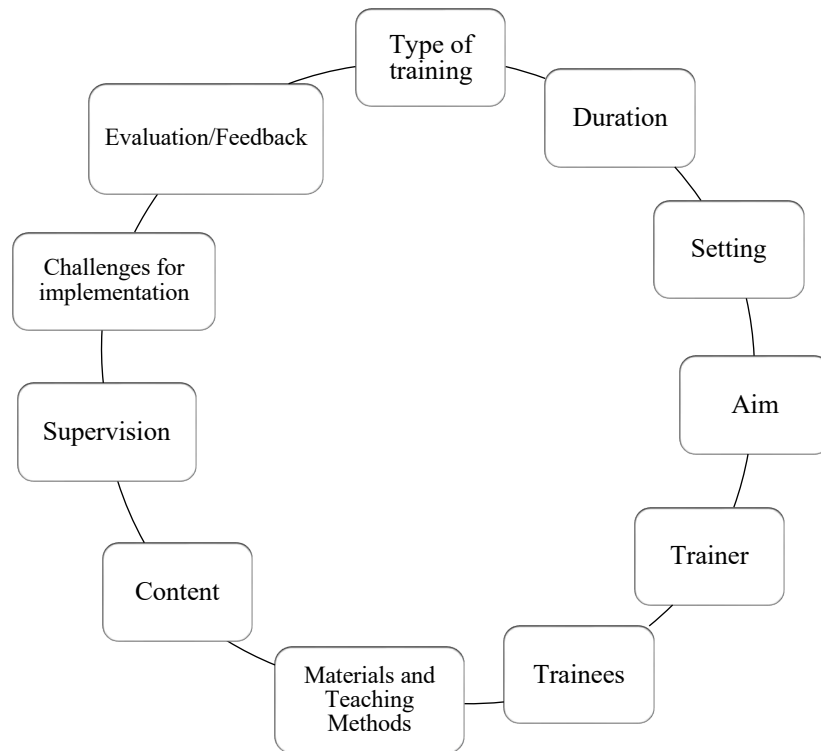 Type of
training
Duration
Setting
Aim
Trainer
Trainees
Materials and
Teaching
Methods
Content
Supervision
Challenges for
implementation
Evaluation/Feedback